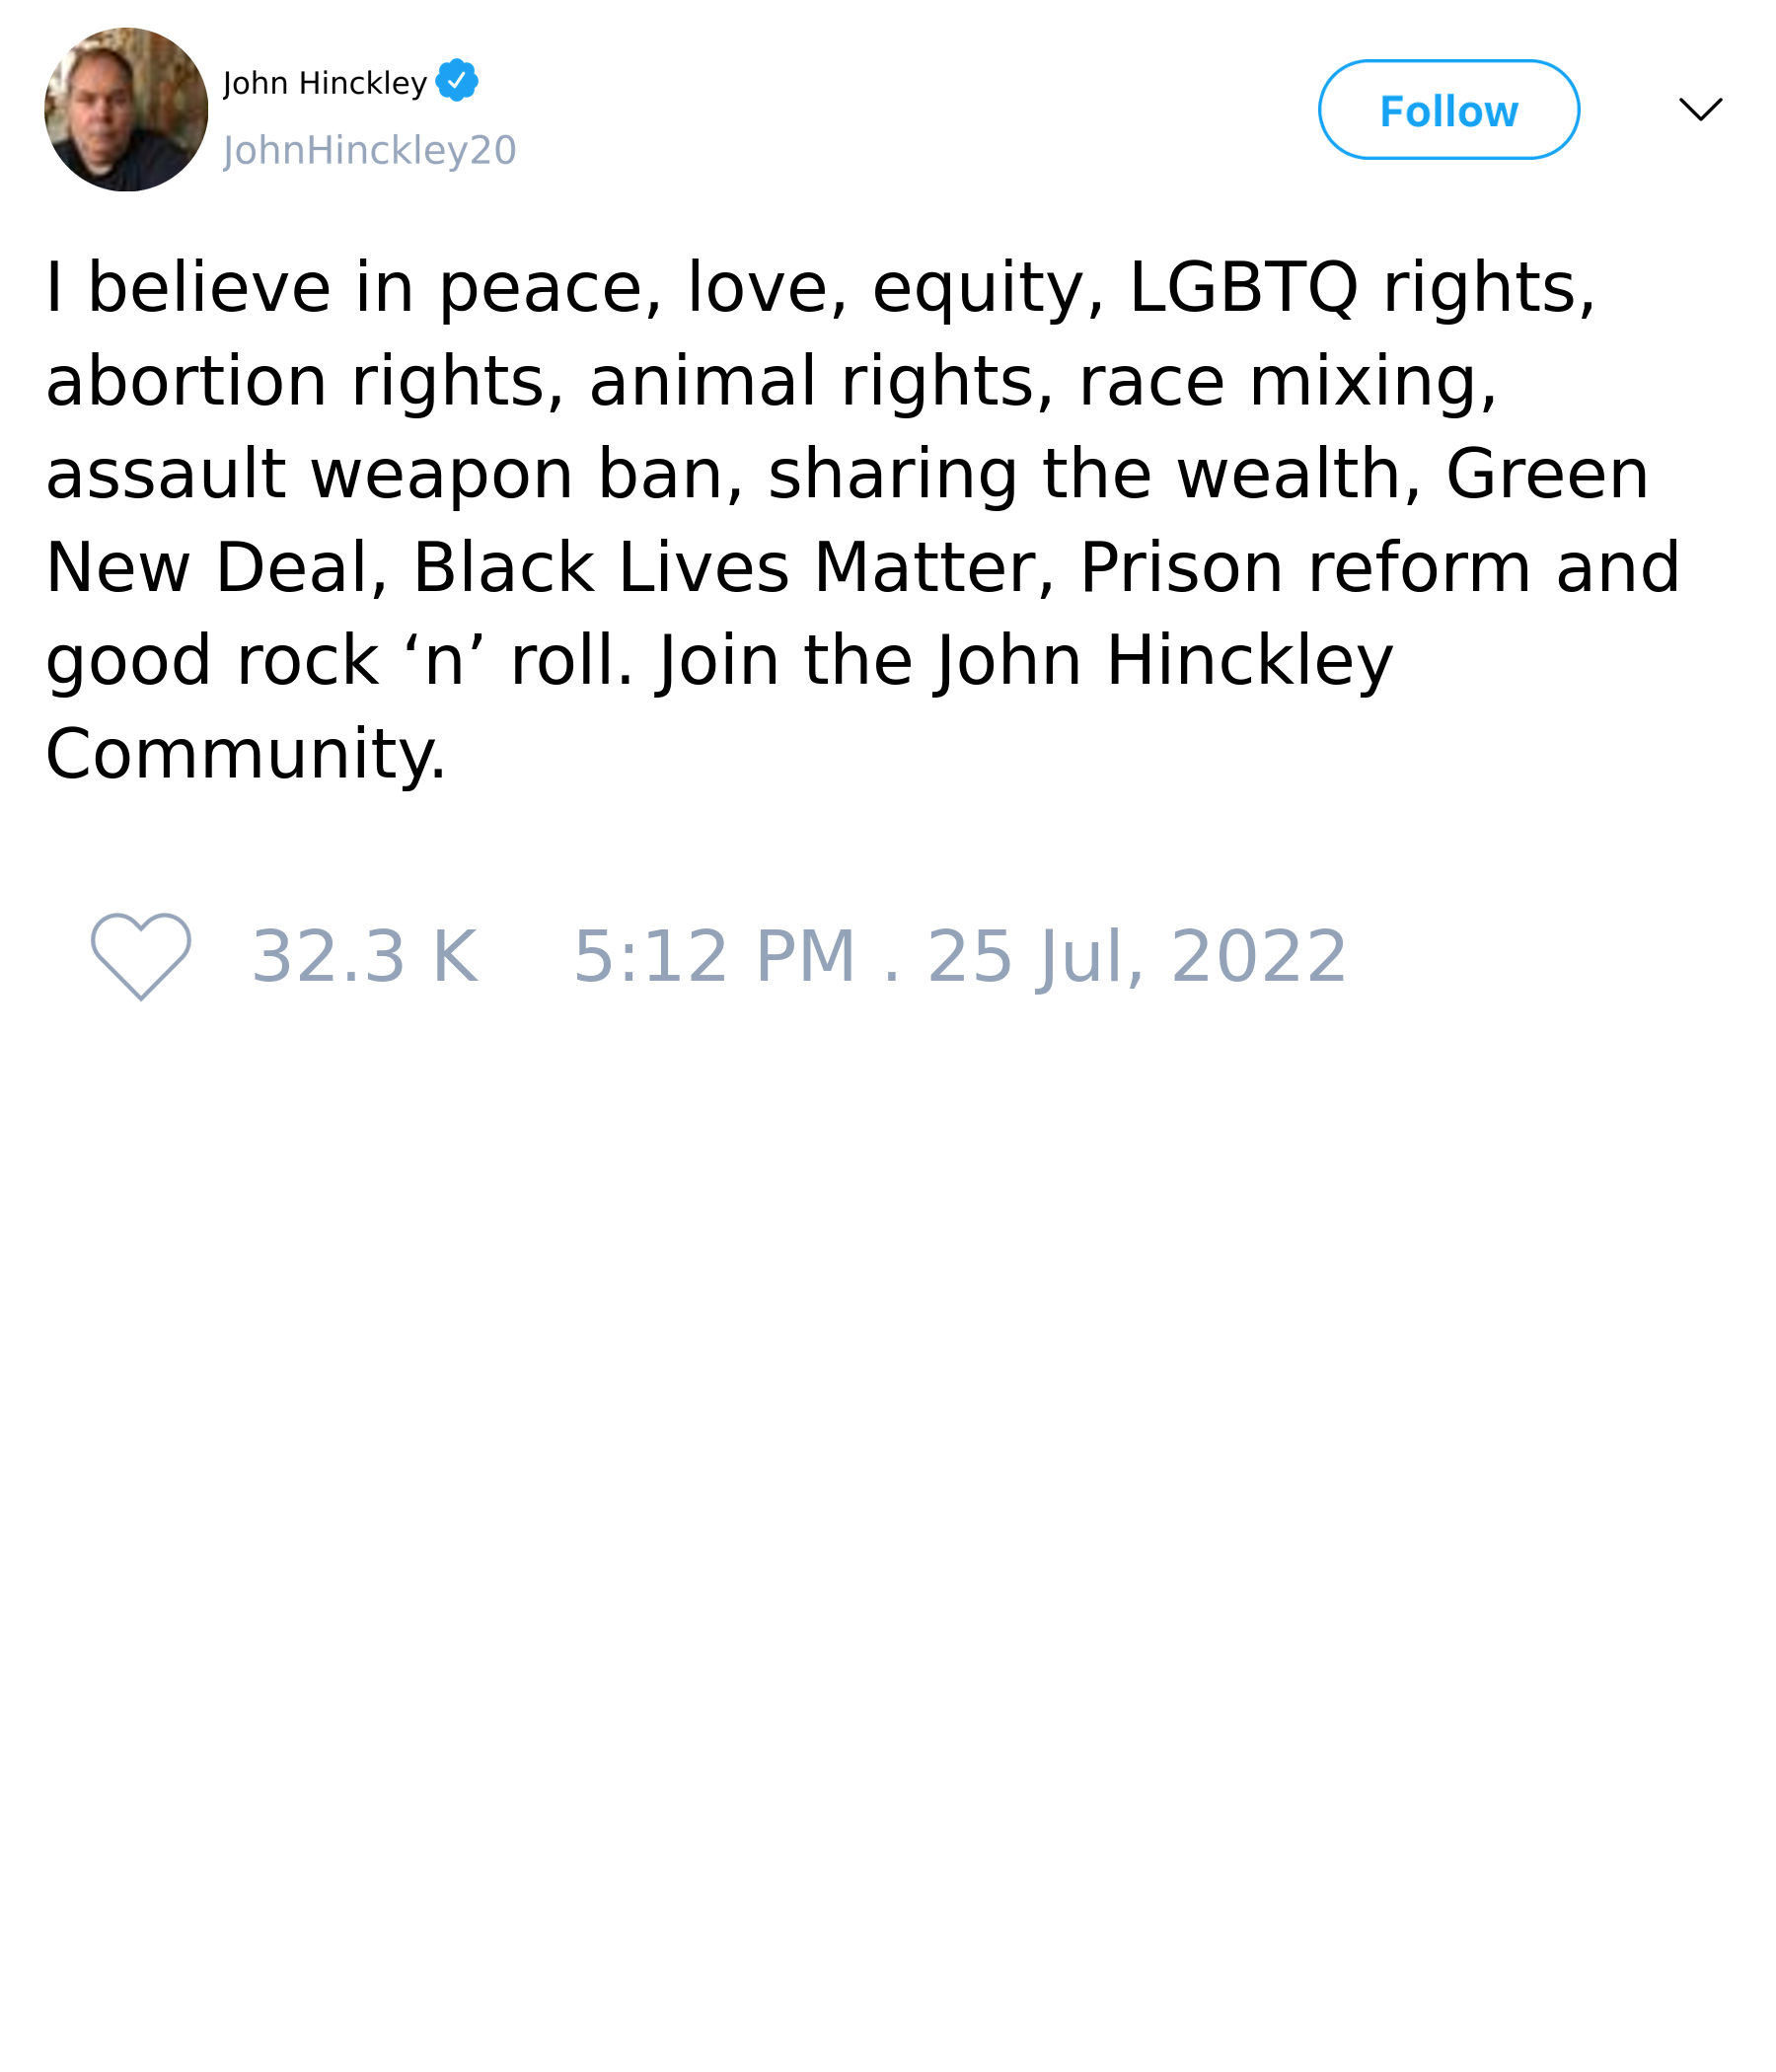 John Hinckley
JohnHinckley20
Follow
I believe in peace, love, equity, LGBTQ rights,
abortion rights, animal rights, race mixing,
assault weapon ban, sharing the wealth, Green
New Deal, Black Lives Matter, Prison reform and
good rock ‘n’ roll. Join the John Hinckley
Community.
32.3 K 5:12 PM . 25 Jul, 2022